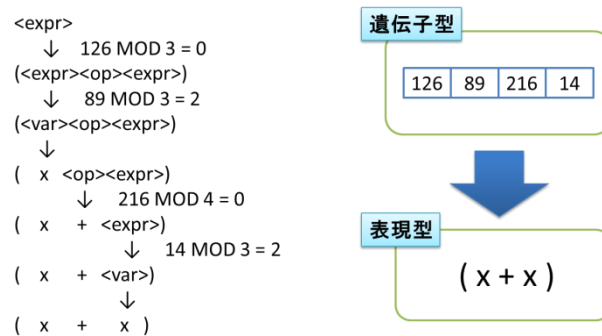 <expr>
↓ 126 MOD 3 = 0
(<expr><op><expr>)
↓ 89 MOD 3 = 2
(<var><op><expr>)
↓
( x <op><expr>)
↓ 216 MOD 4 = 0
( x + <expr>)
↓ 14 MOD 3 = 2
( x + <var>)
↓
( x + x )
遺伝子型
126 89 216 14
表現型
( x + x )